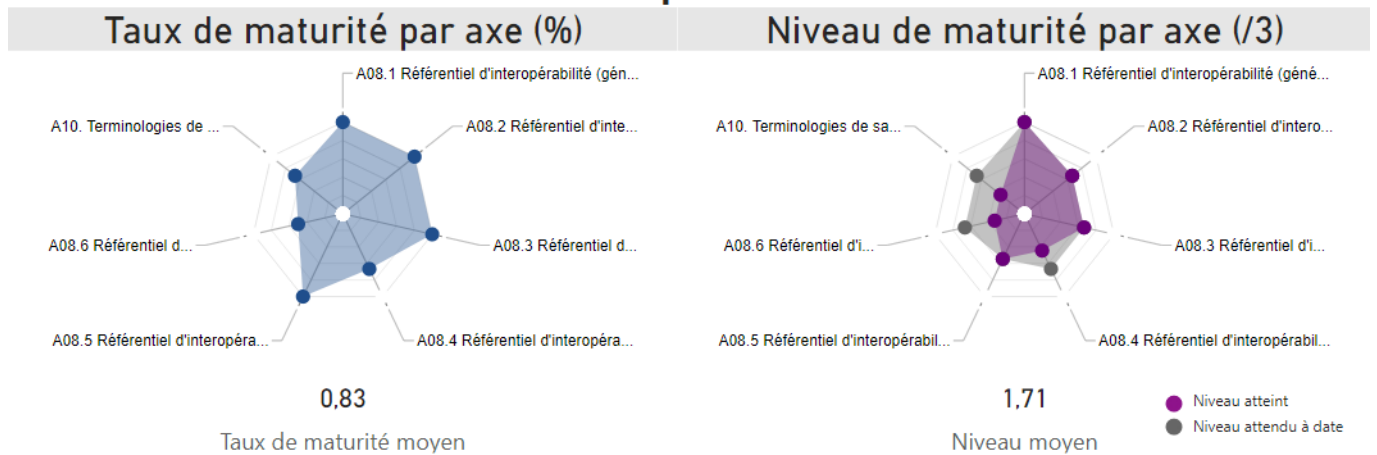 Taux de maturité par axe (%)
Niveau de maturité par axe (/3)
A08.1 Référentiel d'interopérabilité (gén...
A10. Terminologies de ...
A08.2 Référentiel d'inte...
A08.6 Référentiel d...
A08.3 Référentiel d...
A08.5 Référentiel d'interopéra...
A08.4 Référentiel d'interopéra...
0,83
Taux de maturité moyen
A08.1 Référentiel d'interopérabilité (géné...
A10. Terminologies de sa...
A08.2 Référentiel d'intero...
A08.6 Référentiel d'i...
A08.3 Référentiel d'i...
A08.5 Référentiel d'interopérabil...
A08.4 Référentiel d'interopérabil...
1,71
Niveau moyen
Niveau atteint
Niveau attendu à date